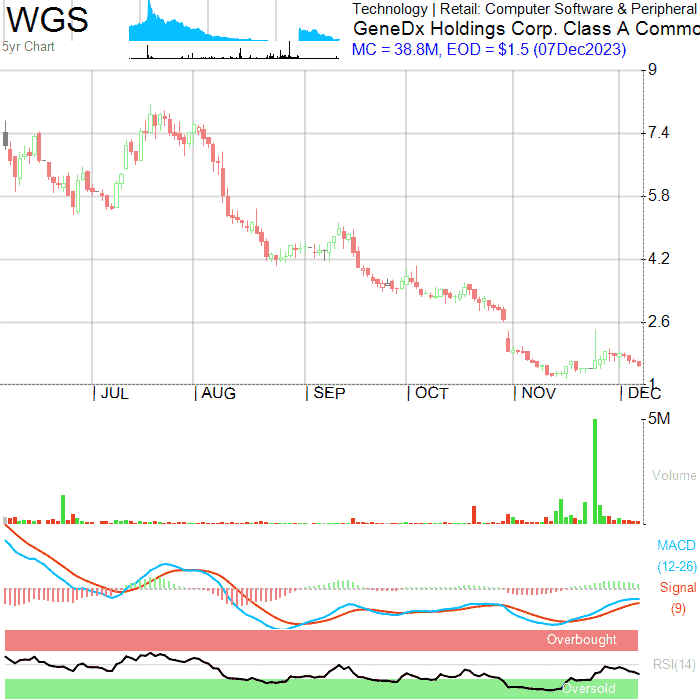 WGS
5yr Chart
Technology | Retail: Computer Software & Peripheral
GeneDx Holdings Corp. Class A Commo
MC = 38.8M, EOD = $1.5 (07Dec2023)
9
7.4
5.8
4.2
2.6
1
JUL AUG SEP OCT NOV DEC
5M
Volume
MACD
(12-26)
Signal
(9)
Overbought
RSI(14)
Oversold